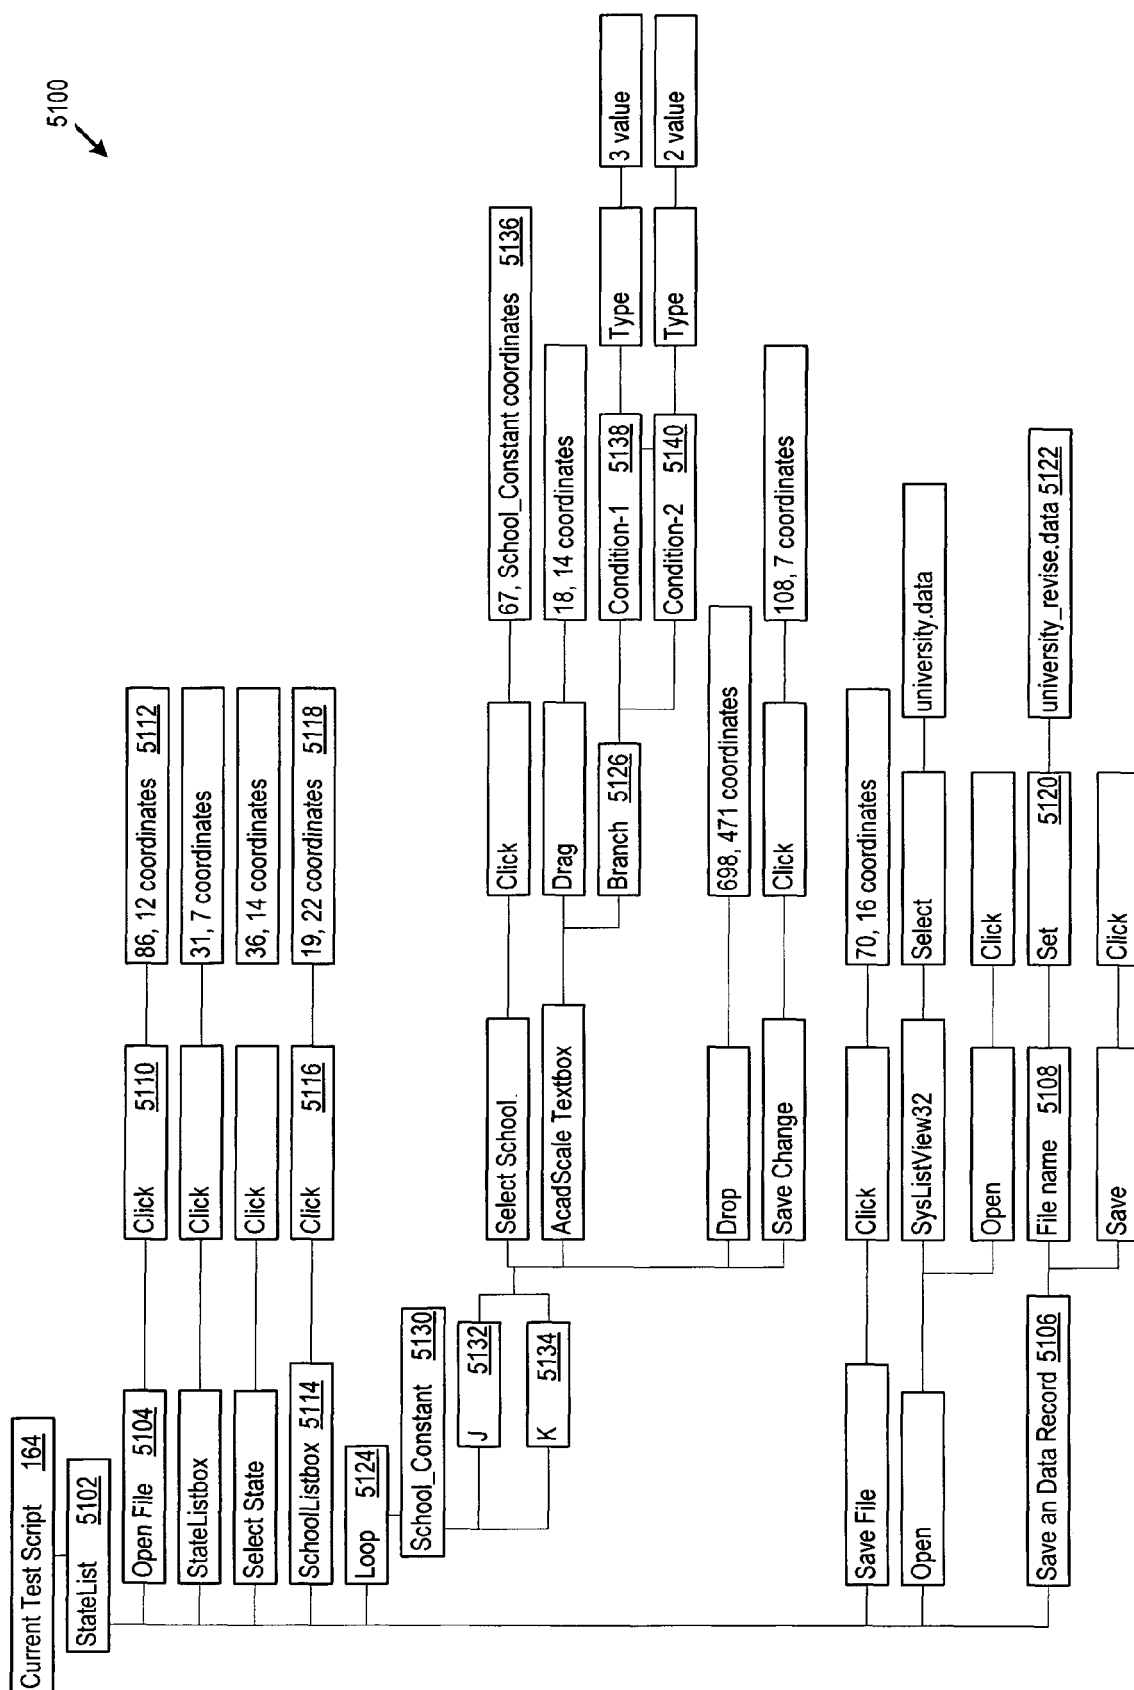 5100
Current Test Script 164
StateList 5102
Open File 5104
Click 5110
86, 12 coordinates 5112
StateListbox
Click
31, 7 coordinates
Select State
Click
36, 14 coordinates
SchoolListbox 5114
Click 5116
19, 22 coordinates 5118
Loop 5124
School_Constant 5130
J 5132
K 5134
Select School.
Click
67, School_Constant coordinates 5136
AcadScale Textbox
Drag
18, 14 coordinates
Branch 5126
Condition-1 5138
Type
3 value
Condition-2 5140
Type
2 value
Drop
698, 471 coordinates
Save Change
Click
108, 7 coordinates
Save File
Click
70, 16 coordinates
Open
SysListView32
Select
university.data
Open
Click
Save an Data Record 5106
File name 5108
Set 5120
university_revise.data 5122
Save
Click